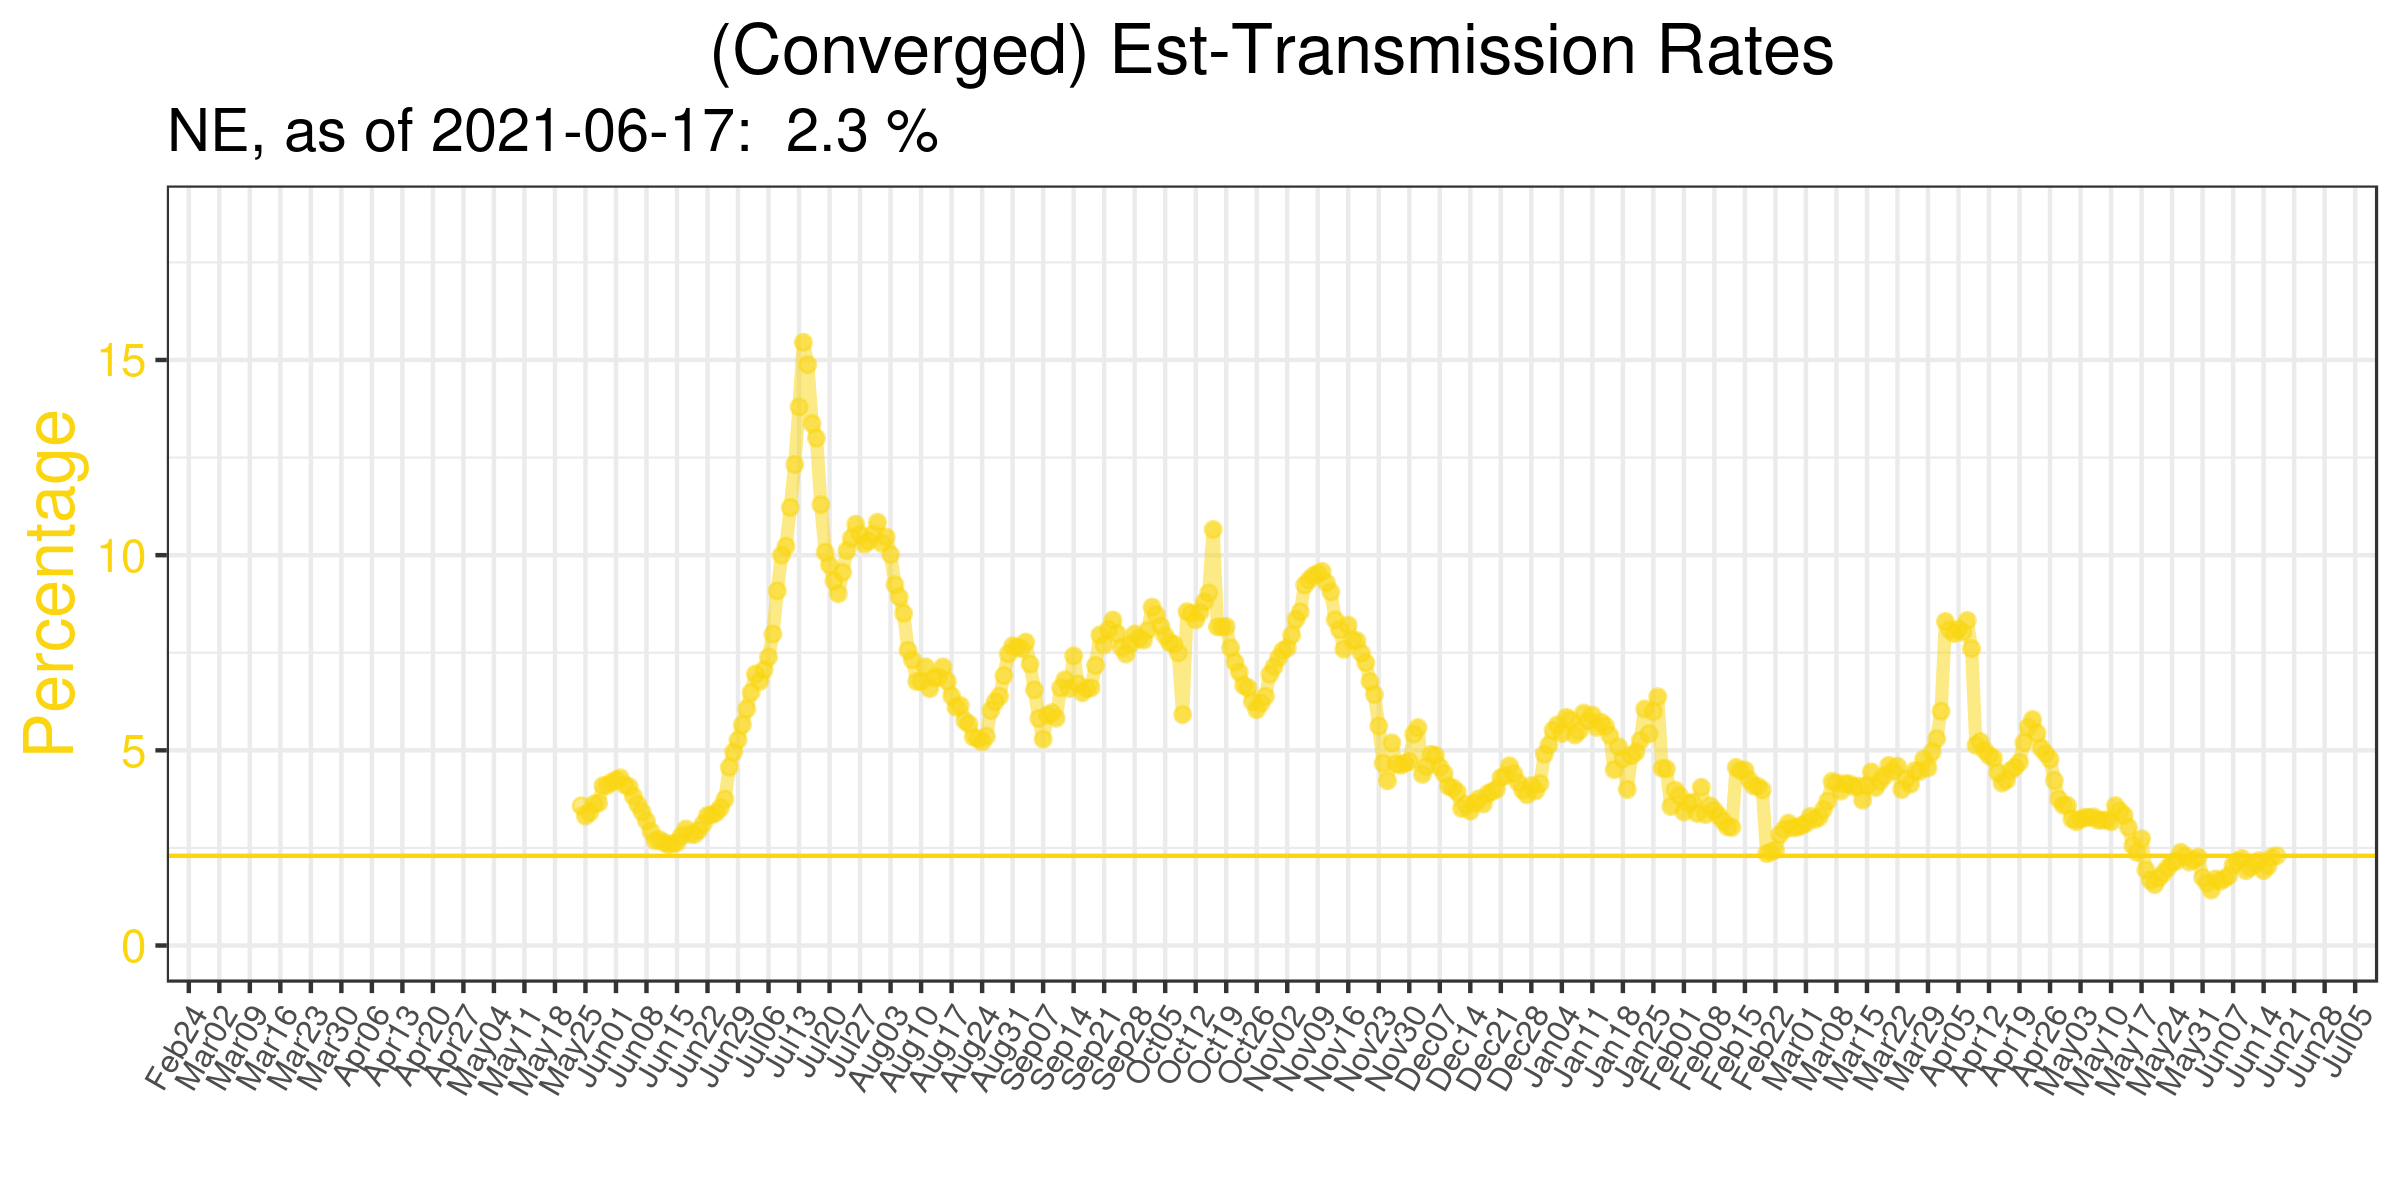 (Converged) Est-Transmission Rates
NE, as of 2021-06-17:  2.3 %
Percentage
15
10
5
0
Feb24
Mar02
Mar09
Mar16
Mar23
Mar30
Apr06
Apr13
Apr20
Apr27
May04
May11
May18
May25
Jun01
Jun08
Jun15
Jun22
Jun29
Jul06
Jul13
Jul20
Jul27
Aug03
Aug10
Aug17
Aug24
Aug31
Sep07
Sep14
Sep21
Sep28
Oct05
Oct12
Oct19
Oct26
Nov02
Nov09
Nov16
Nov23
Nov30
Dec07
Dec14
Dec21
Dec28
Jan04
Jan11
Jan18
Jan25
Feb01
Feb08
Feb15
Feb22
Mar01
Mar08
Mar15
Mar22
Mar29
Apr05
Apr12
Apr19
Apr26
May03
May10
May17
May24
May31
Jun07
Jun14
Jun21
Jun28
Jul05